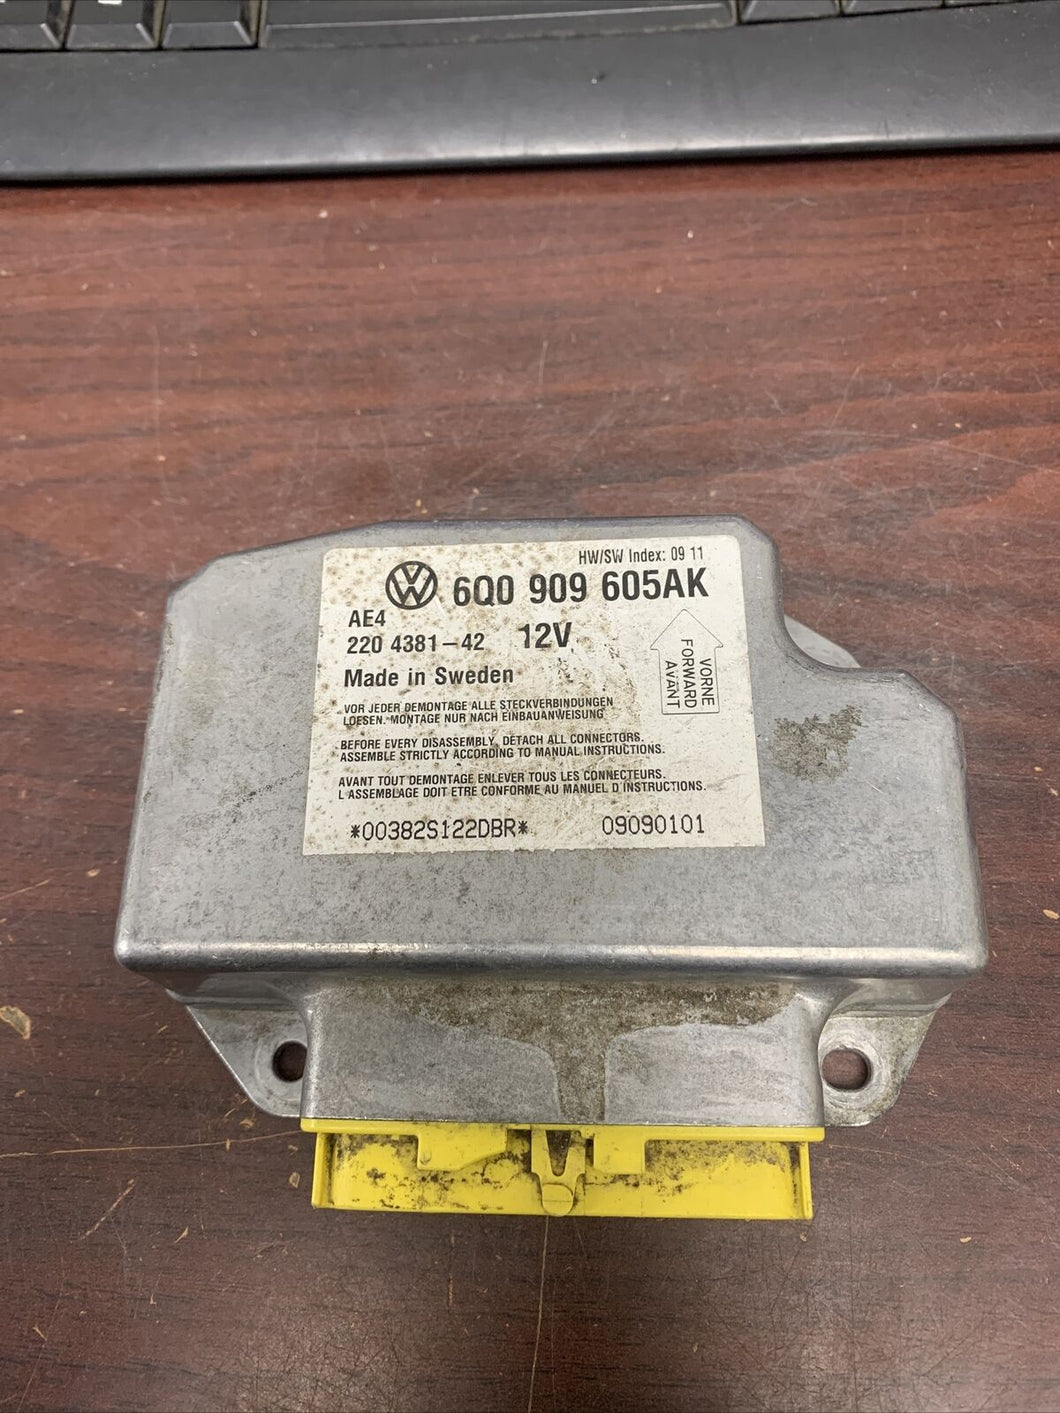 HW/SW Index: 09 11
VW 6Q0 909 605AK
AE4
220 4381-42 12V
Made in Sweden
VORNE
FORWARD
AVANT
VOR JEDER DEMONTAGE ALLE STECKVERBINDUNGEN
LOESEN. MONTAGE NUR NACH EINBAUANWEISUNG
BEFORE EVERY DISASSEMBLY, DETACH ALL CONNECTORS.
ASSEMBLE STRICTLY ACCORDING TO MANUAL INSTRUCTIONS.
AVANT TOUT DEMONTAGE ENLEVER TOUS LES CONNECTEURS.
L ASSEMBLAGE DOIT ETRE CONFORME AU MANUEL D'INSTRUCTIONS.
*00382S122DBR* 09090101